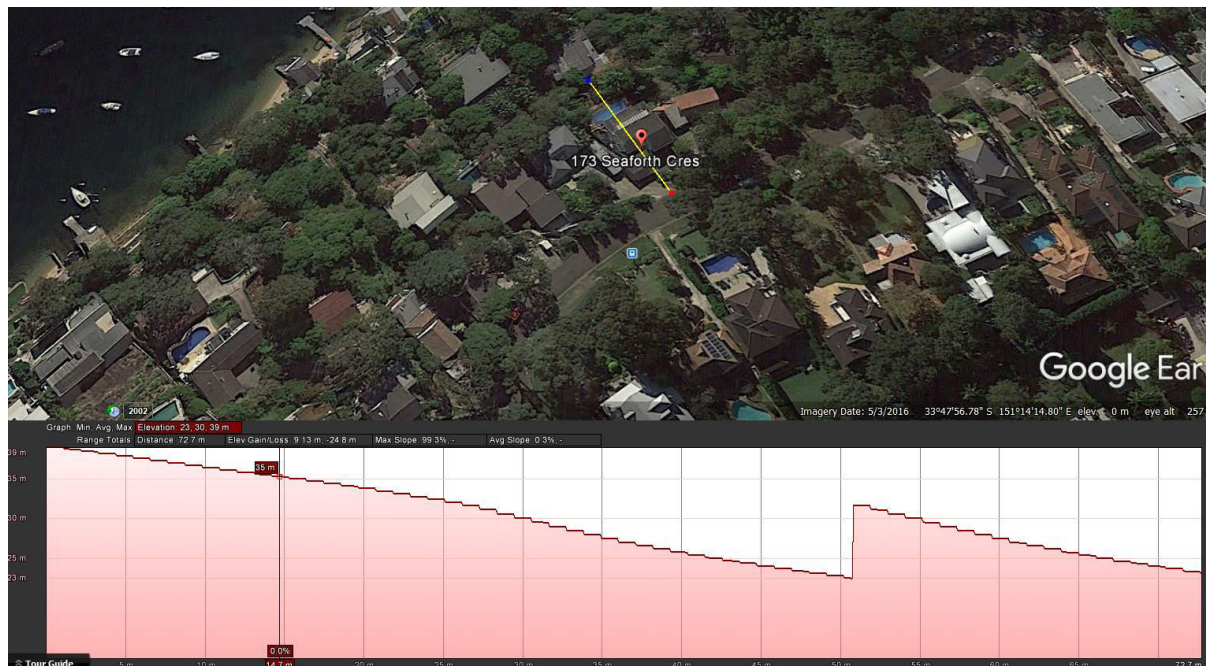 173 Seaforth Cres
Google Ear
2002
Imagery Date: 5/3/2016 33°47'56.78" S 151°14'14.80" E elev 0 m eye alt 257
Graph: Min, Avg, Max Elevation: 23, 30, 39 m
Range Totals: Distance: 72.7 m Elev Gain/Loss: 9.13 m, -24.8 m Max Slope: 99.3%, - Avg Slope: 0.3%, -
39 m
35 m
35 m
30 m
25 m
23 m
0.0%
Tour Guide
5 m 10 m 14.7 m 20 m 25 m 30 m 35 m 40 m 45 m 50 m 55 m 60 m 65 m 72.7 m